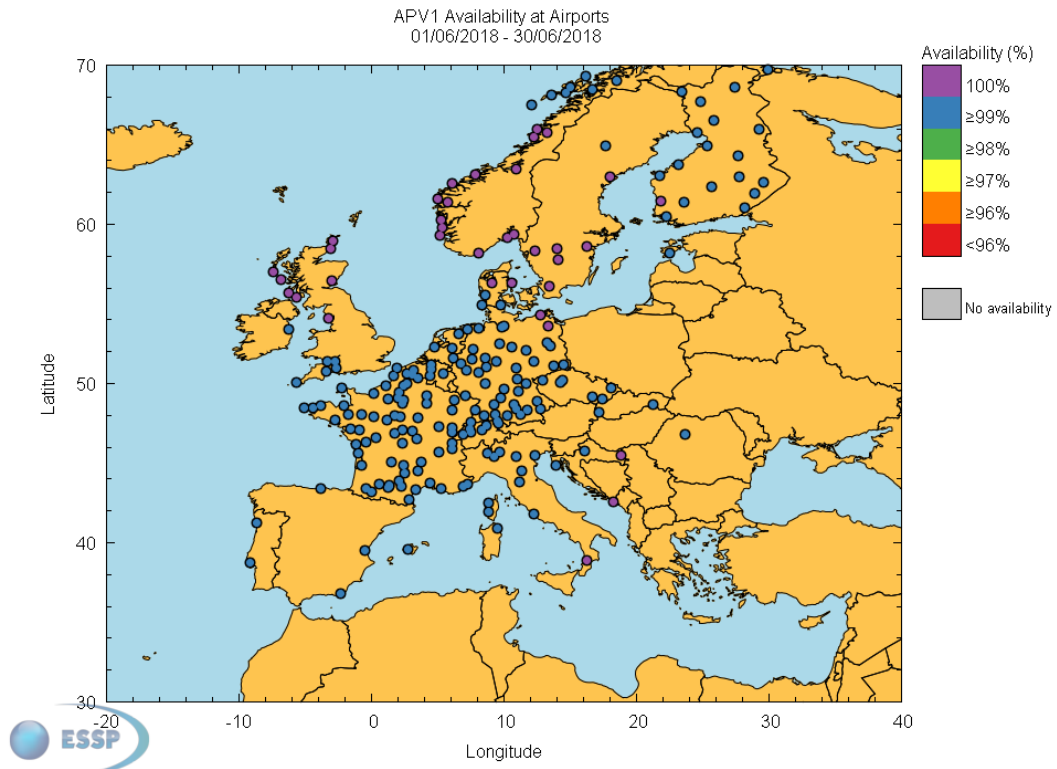 APV1 Availability at Airports
01/06/2018 - 30/06/2018
Availability (%)
100%
≥99%
≥98%
≥97%
≥96%
<96%
No availability
70
60
50
40
30
Latitude
-20
-10
0
10
20
30
40
Longitude
ESSP